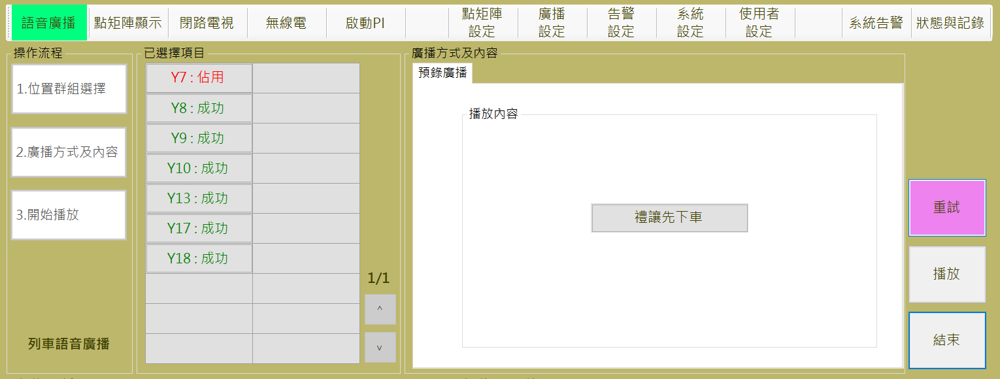 語音廣播
點矩陣顯示
閉路電視
無線電
啟動PI
點矩陣
設定
廣播
設定
告警
設定
系統
設定
使用者
設定
系統告警
狀態與記錄
操作流程
1.位置群組選擇
2.廣播方式及內容
3.開始播放
列車語音廣播
已選擇項目
Y7 : 佔用
Y8 : 成功
Y9 : 成功
Y10 : 成功
Y13 : 成功
Y17 : 成功
Y18 : 成功
1/1
^
v
廣播方式及內容
預錄廣播
播放內容
禮讓先下車
重試
播放
結束